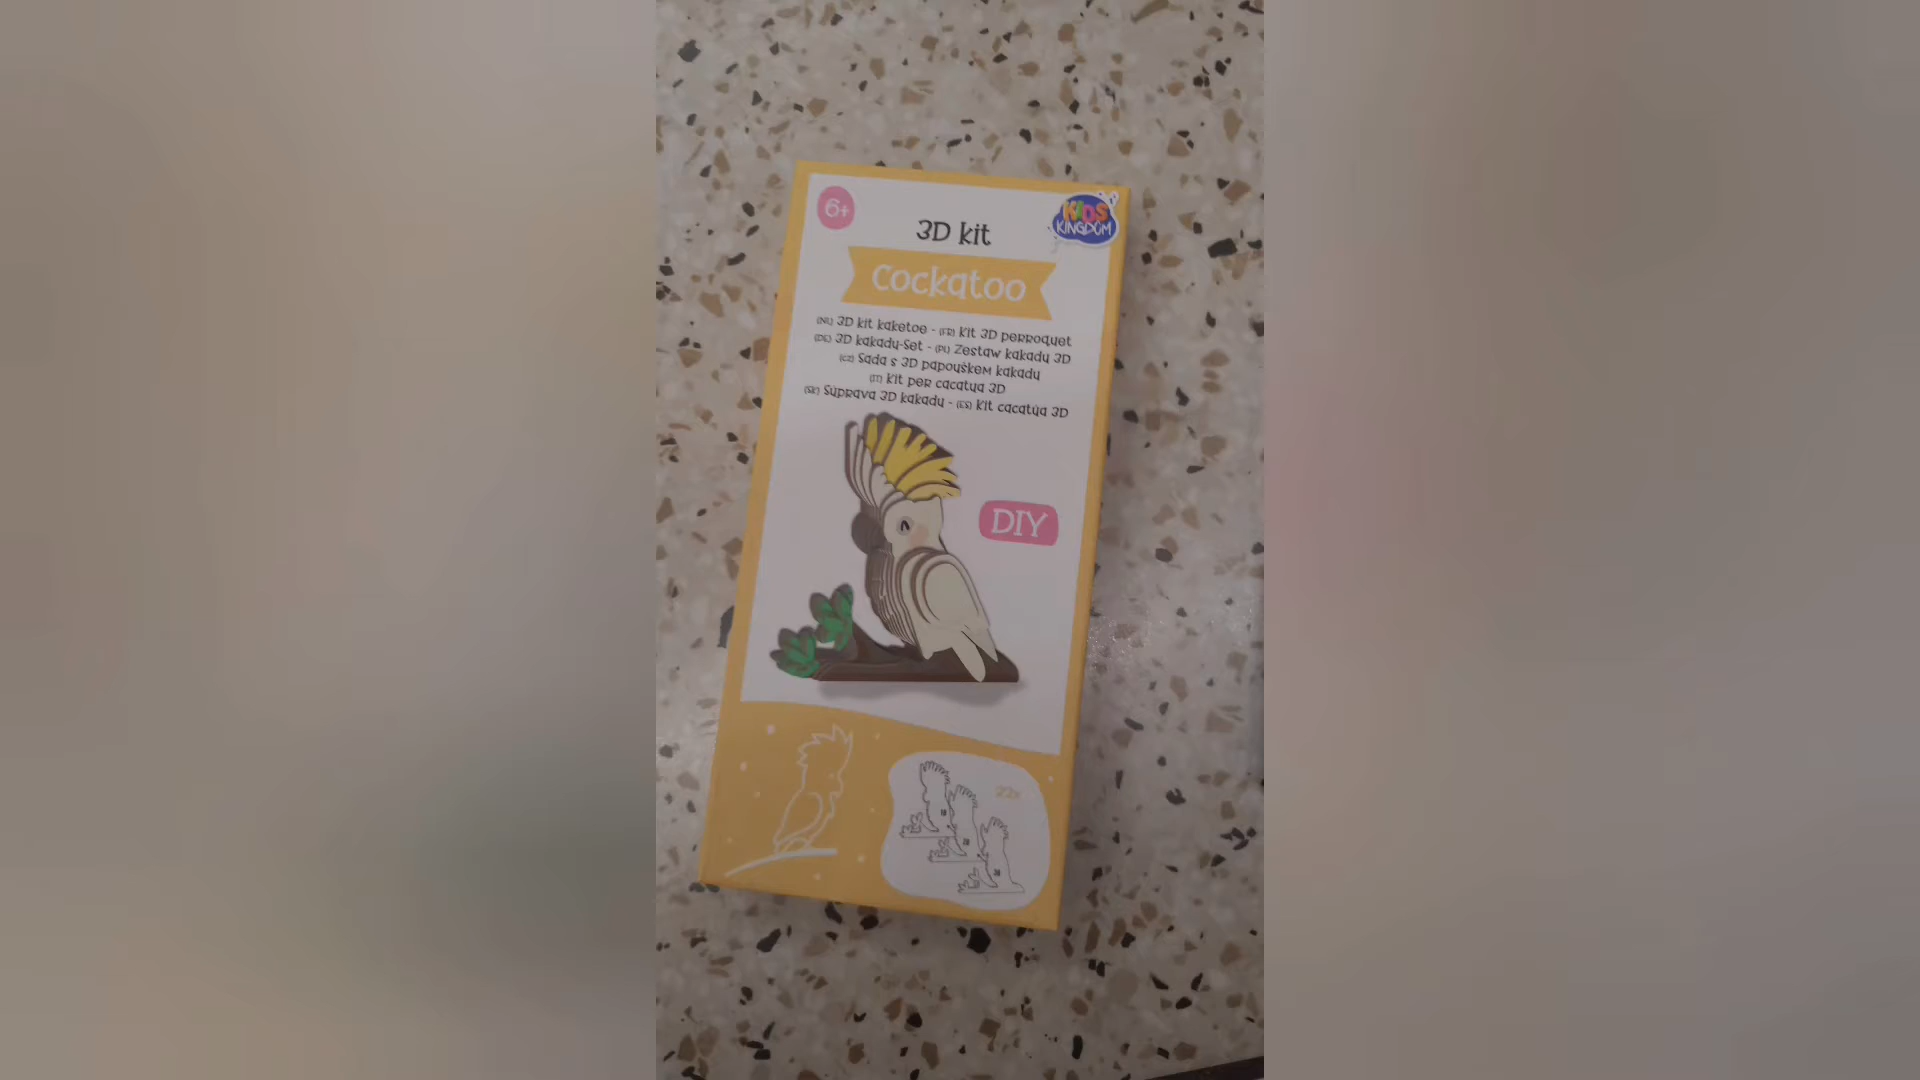 6+
KIDS
KINGDOM
3D kit
Cockatoo
(NL) 3D kit kaketoe - (FR) Kit 3D perroquet
(DE) 3D kakadu-Set - (PL) Zestaw kakadu 3D
(CZ) Sada s 3D papouškem kakadu
(IT) Kit per cacatua 3D
(SK) Súprava 3D kakadu - (ES) Kit cacatúa 3D
DIY
22x